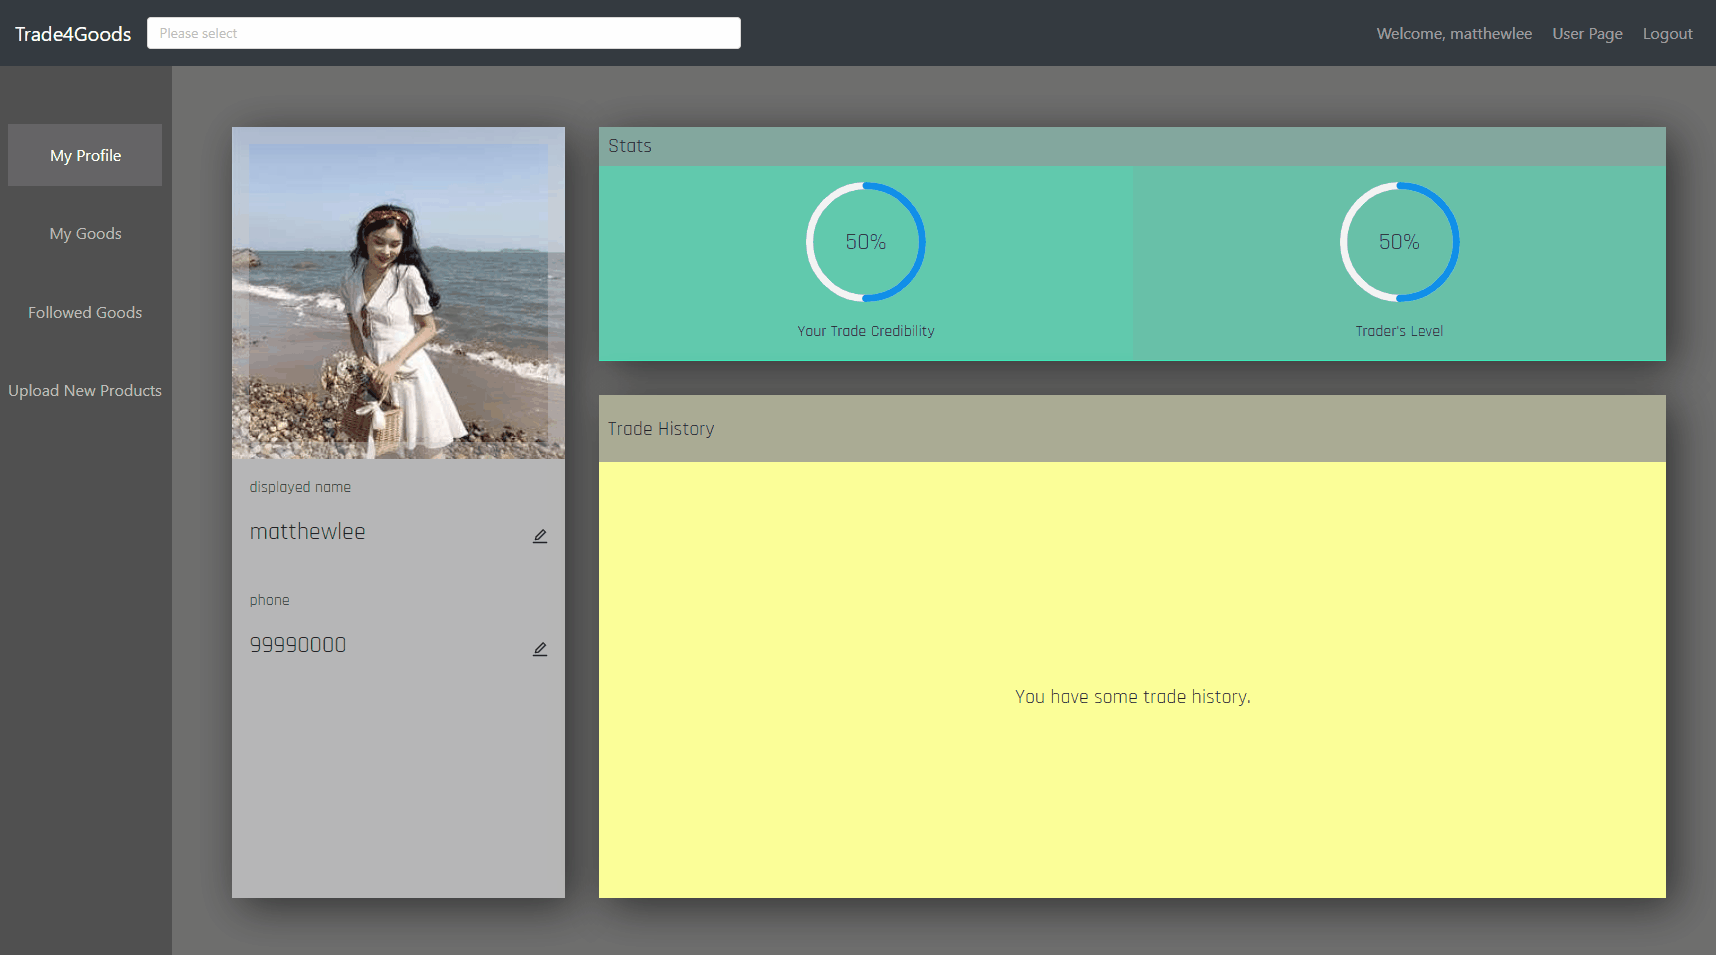 Trade4Goods
Please select
Welcome, matthewlee
User Page
Logout
My Profile
My Goods
Followed Goods
Upload New Products
displayed name
matthewlee
phone
99990000
Stats
50%
Your Trade Credibility
50%
Trader's Level
Trade History
You have some trade history.